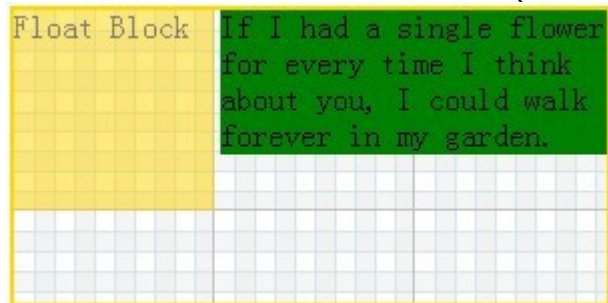 Float Block
If I had a single flower
for every time I think
about you, I could walk
forever in my garden.